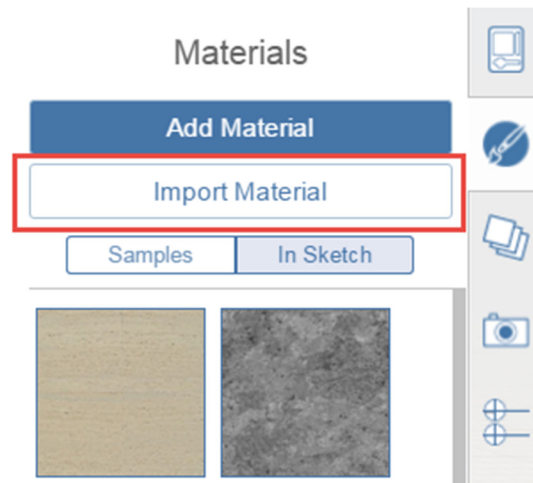 Materials
Add Material
Import Material
Samples
In Sketch